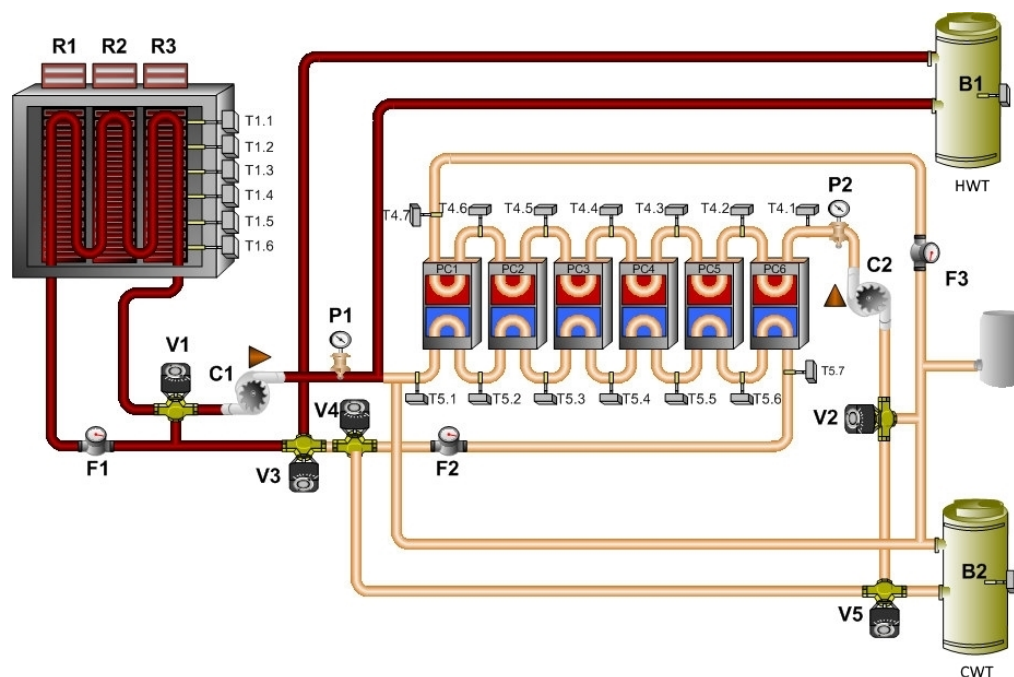 R1 R2 R3
B1
T1.1
T1.2
HWT
T1.3
T1.4
P2
T4.7 T4.6 T4.5 T4.4 T4.3 T4.2 T4.1
T1.5
T1.6
PC1 PC2 PC3 PC4 PC5 PC6
C2
F3
P1
V1
C1
T5.7
T5.1 T5.2 T5.3 T5.4 T5.5 T5.6
V4
V2
F1
V3
F2
B2
V5
CWT